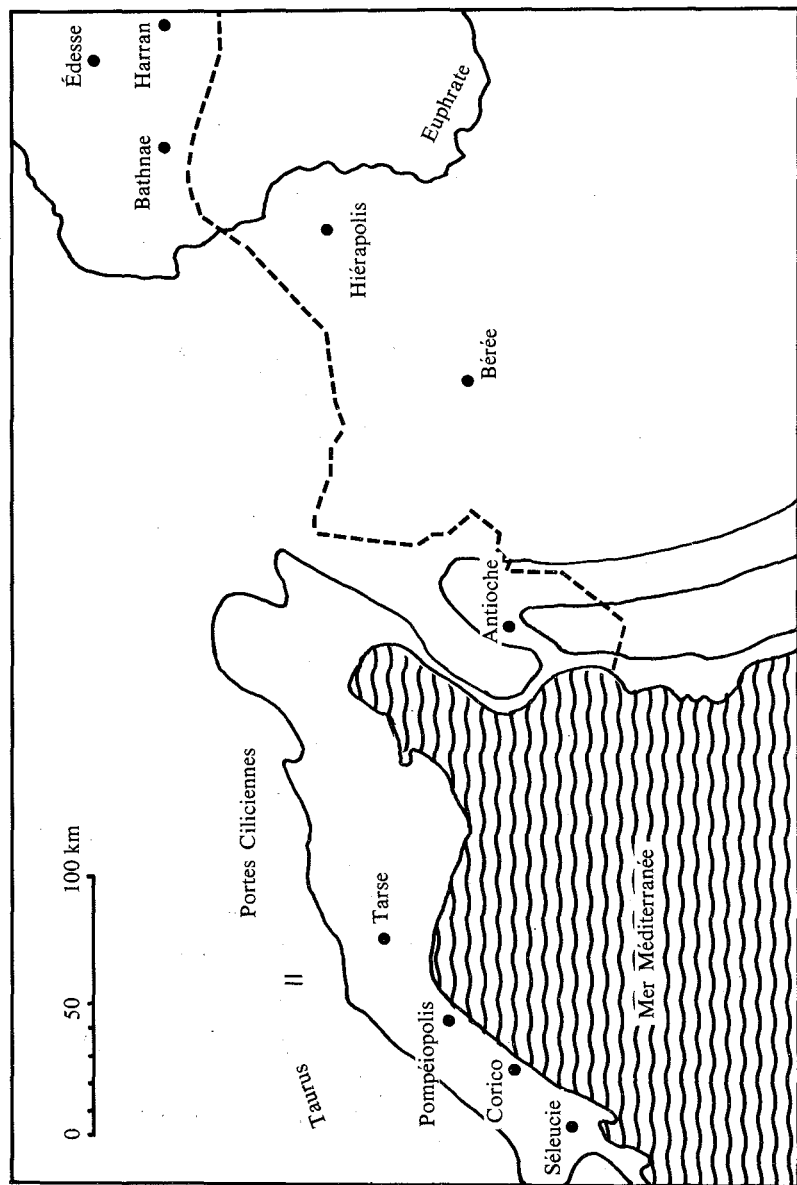 0
50
100 km
Taurus
Portes Ciliciennes
Séleucie
Corico
Pompéiopolis
Tarse
Antioche
Mer Méditerranée
Bérée
Hiérapolis
Euphrate
Bathnae
Harran
Édesse